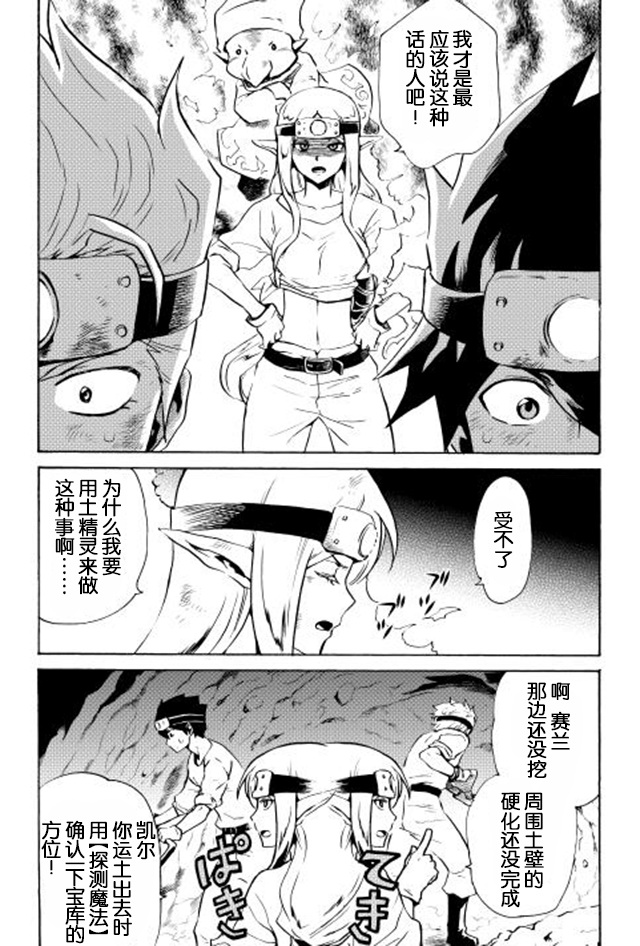 我才是最
应该说这种
话的人吧！
受不了
为什么我要
用土精灵来做
这种事啊……
啊 赛兰
那边还没挖
周围土壁的
硬化还没完成
てき
ぱき
凯尔
你运土出去时
用【探测魔法】
确认一下宝库的
方位！